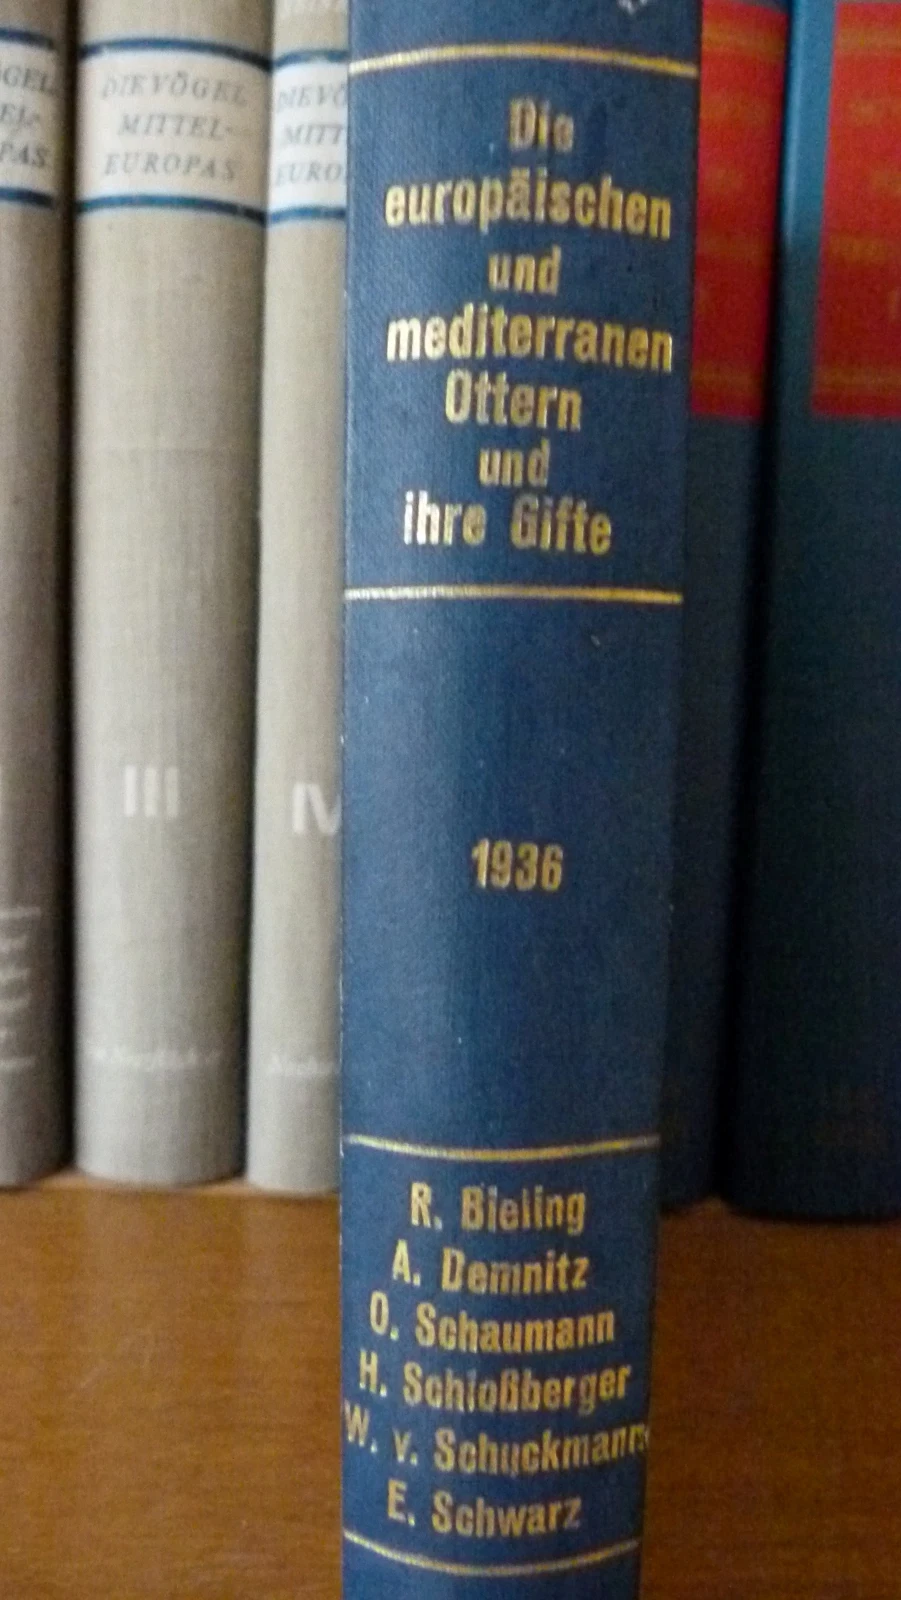 DIE VÖGEL
MITTEL-
EUROPAS
III
IV
Die
europäischen
und
mediterranen
Ottern
und
ihre Gifte
1936
R. Bieling
A. Demnitz
O. Schaumann
H. Schloßberger
W. v. Schuckmann
E. Schwarz